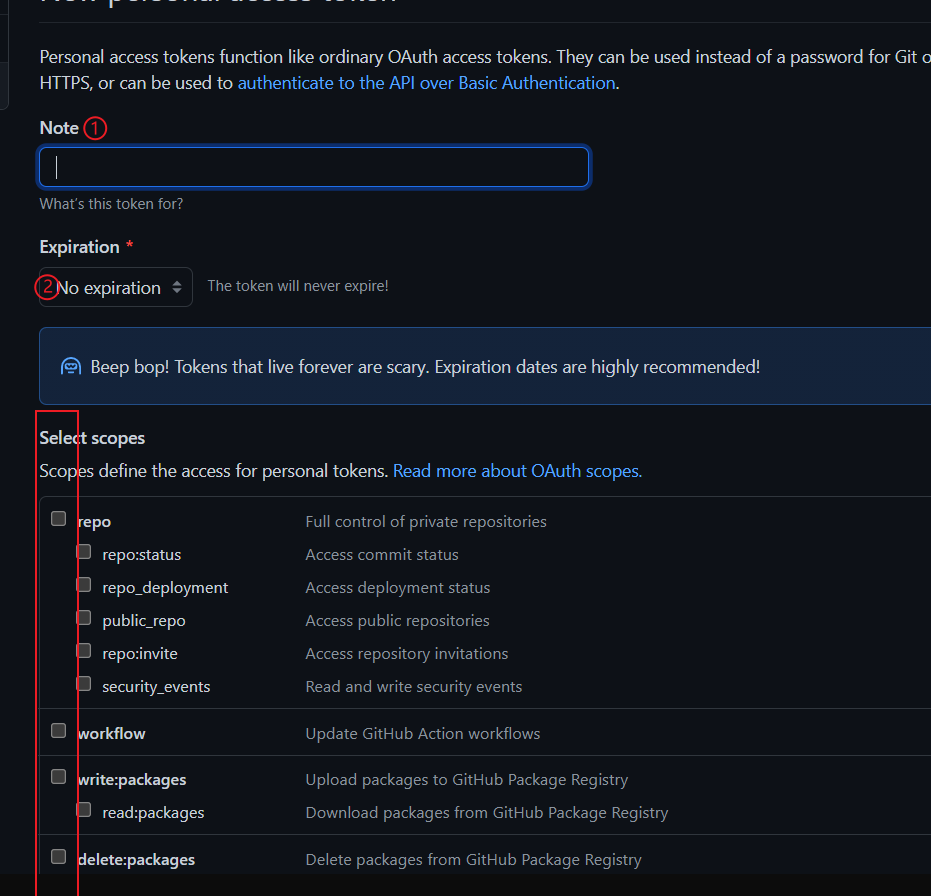 New personal access token
Personal access tokens function like ordinary OAuth access tokens. They can be used instead of a password for Git
HTTPS, or can be used to authenticate to the API over Basic Authentication.
Note ①
What's this token for?
Expiration *
② No expiration The token will never expire!
Beep bop! Tokens that live forever are scary. Expiration dates are highly recommended!
Select scopes
Scopes define the access for personal tokens. Read more about OAuth scopes.
repo Full control of private repositories
repo:status Access commit status
repo_deployment Access deployment status
public_repo Access public repositories
repo:invite Access repository invitations
security_events Read and write security events
workflow Update GitHub Action workflows
write:packages Upload packages to GitHub Package Registry
read:packages Download packages from GitHub Package Registry
delete:packages Delete packages from GitHub Package Registry